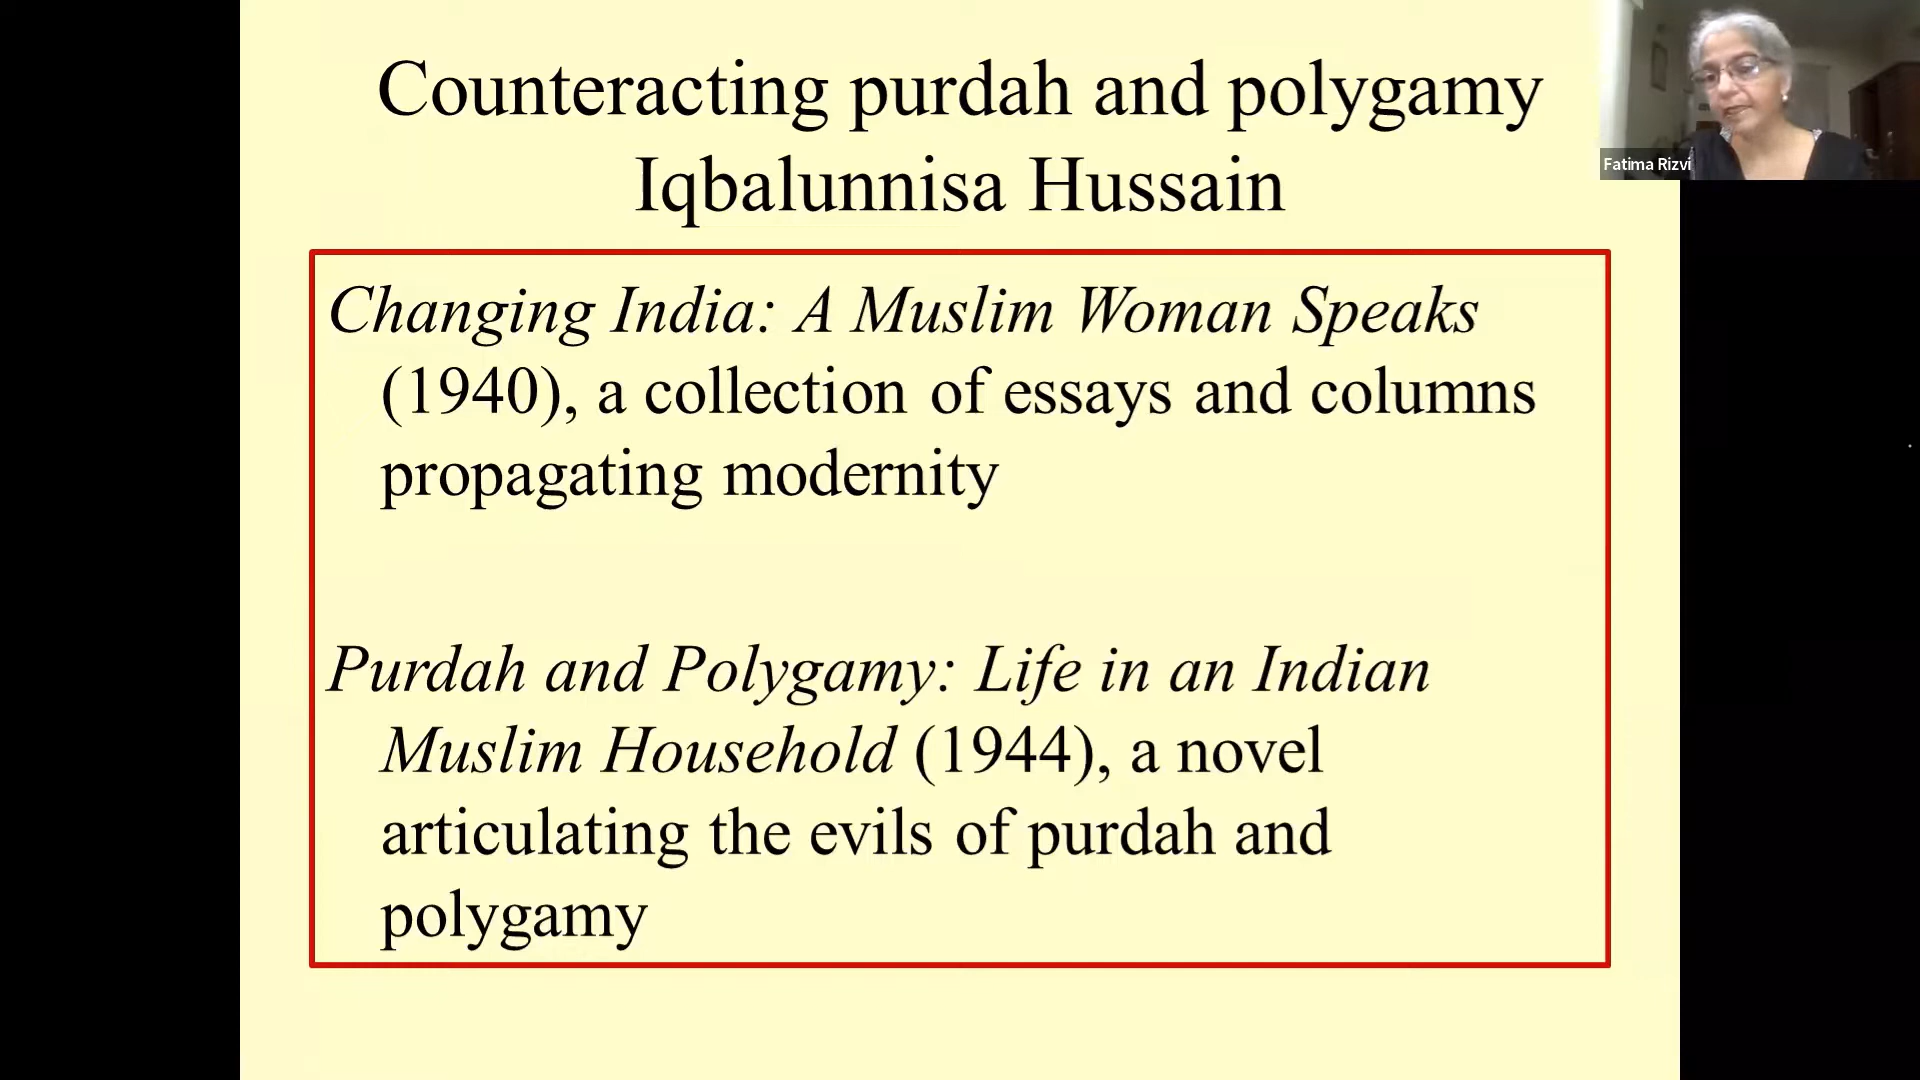 Counteracting purdah and polygamy
Iqbalunnisa Hussain
Fatima Rizvi
Changing India: A Muslim Woman Speaks
(1940), a collection of essays and columns
propagating modernity
Purdah and Polygamy: Life in an Indian
Muslim Household (1944), a novel
articulating the evils of purdah and
polygamy